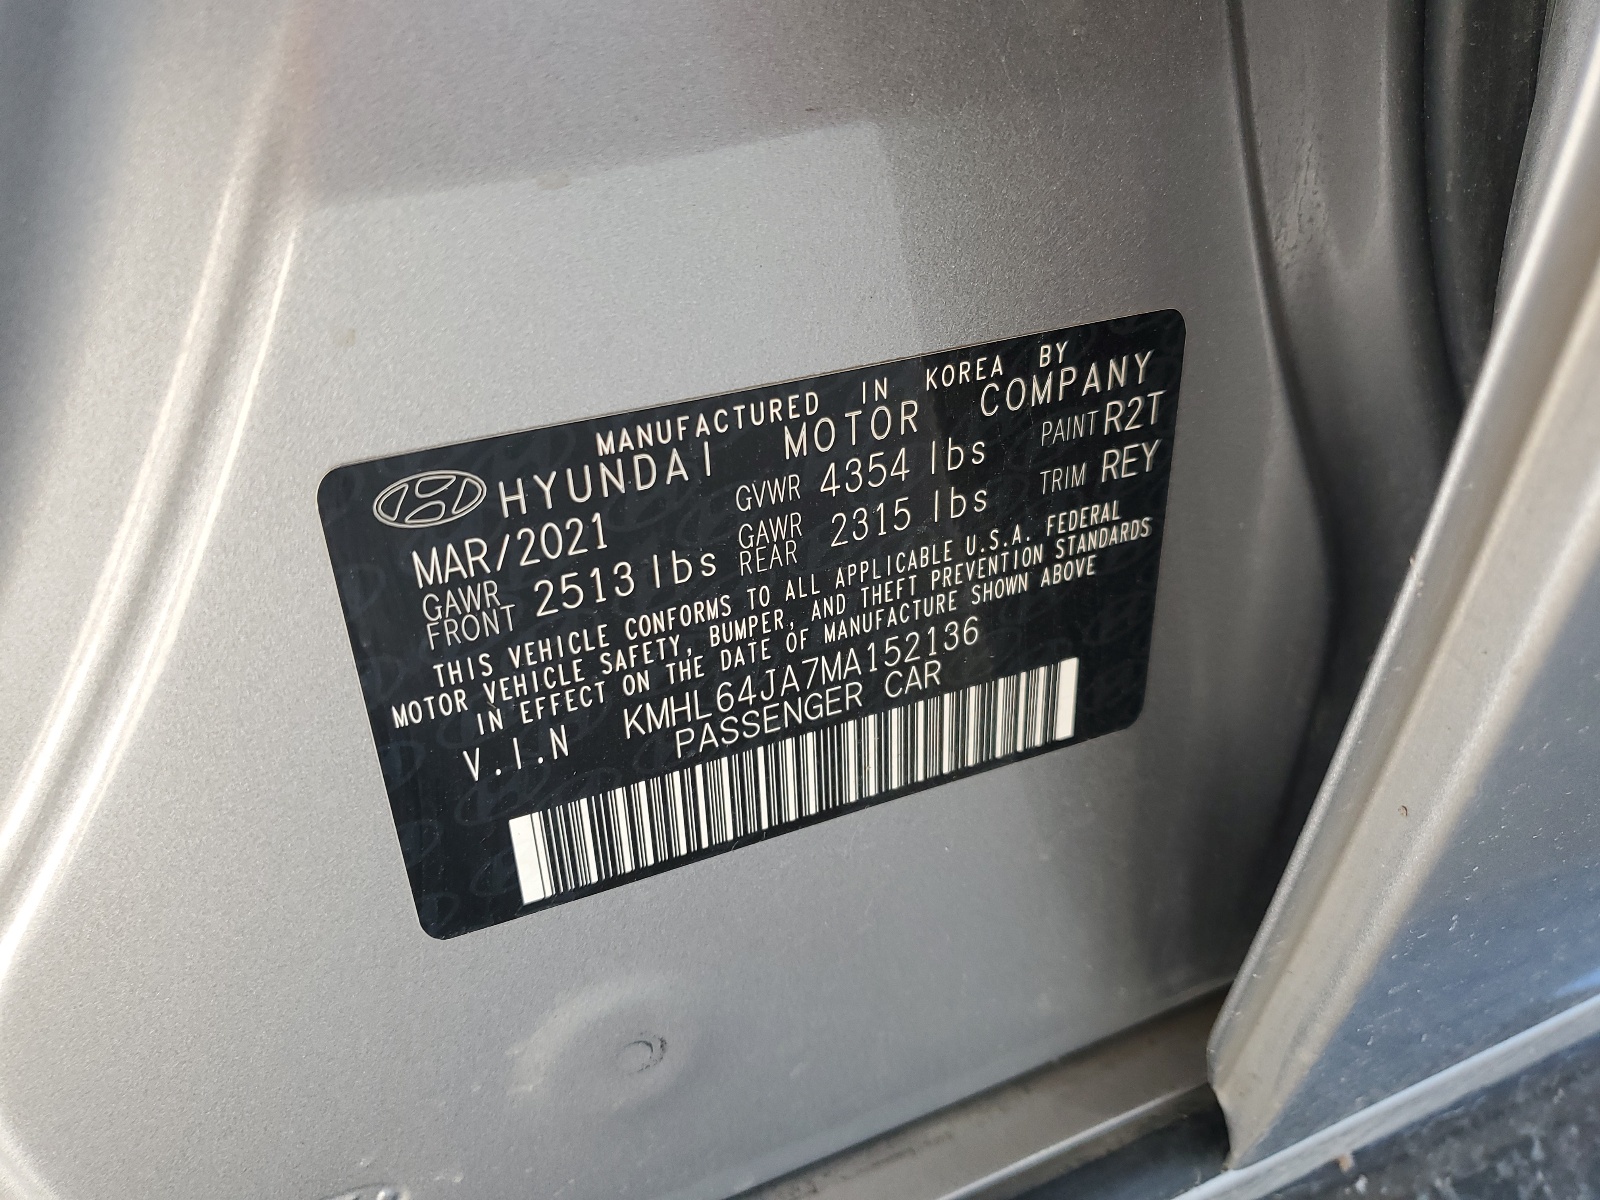 MANUFACTURED IN KOREA BY
HYUNDAI MOTOR COMPANY
MAR/2021 GVWR 4354 lbs PAINT R2T
GAWR FRONT 2513 lbs GAWR REAR 2315 lbs TRIM REY
THIS VEHICLE CONFORMS TO ALL APPLICABLE U.S.A. FEDERAL
MOTOR VEHICLE SAFETY, BUMPER, AND THEFT PREVENTION STANDARDS
IN EFFECT ON THE DATE OF MANUFACTURE SHOWN ABOVE
V.I.N KMHL64JA7MA152136
PASSENGER CAR